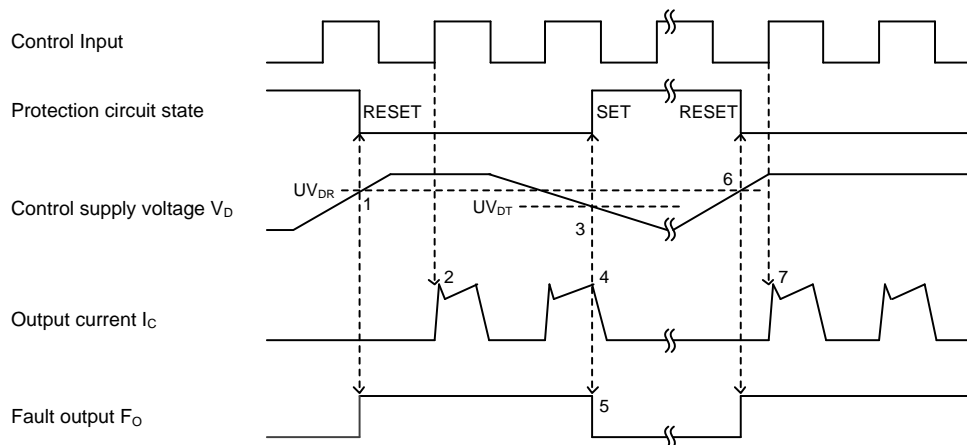 Control Input
Protection circuit state
RESET
SET
RESET
UVDR
1
6
Control supply voltage VD
UVDT
3
2
4
7
Output current IC
Fault output FO
5